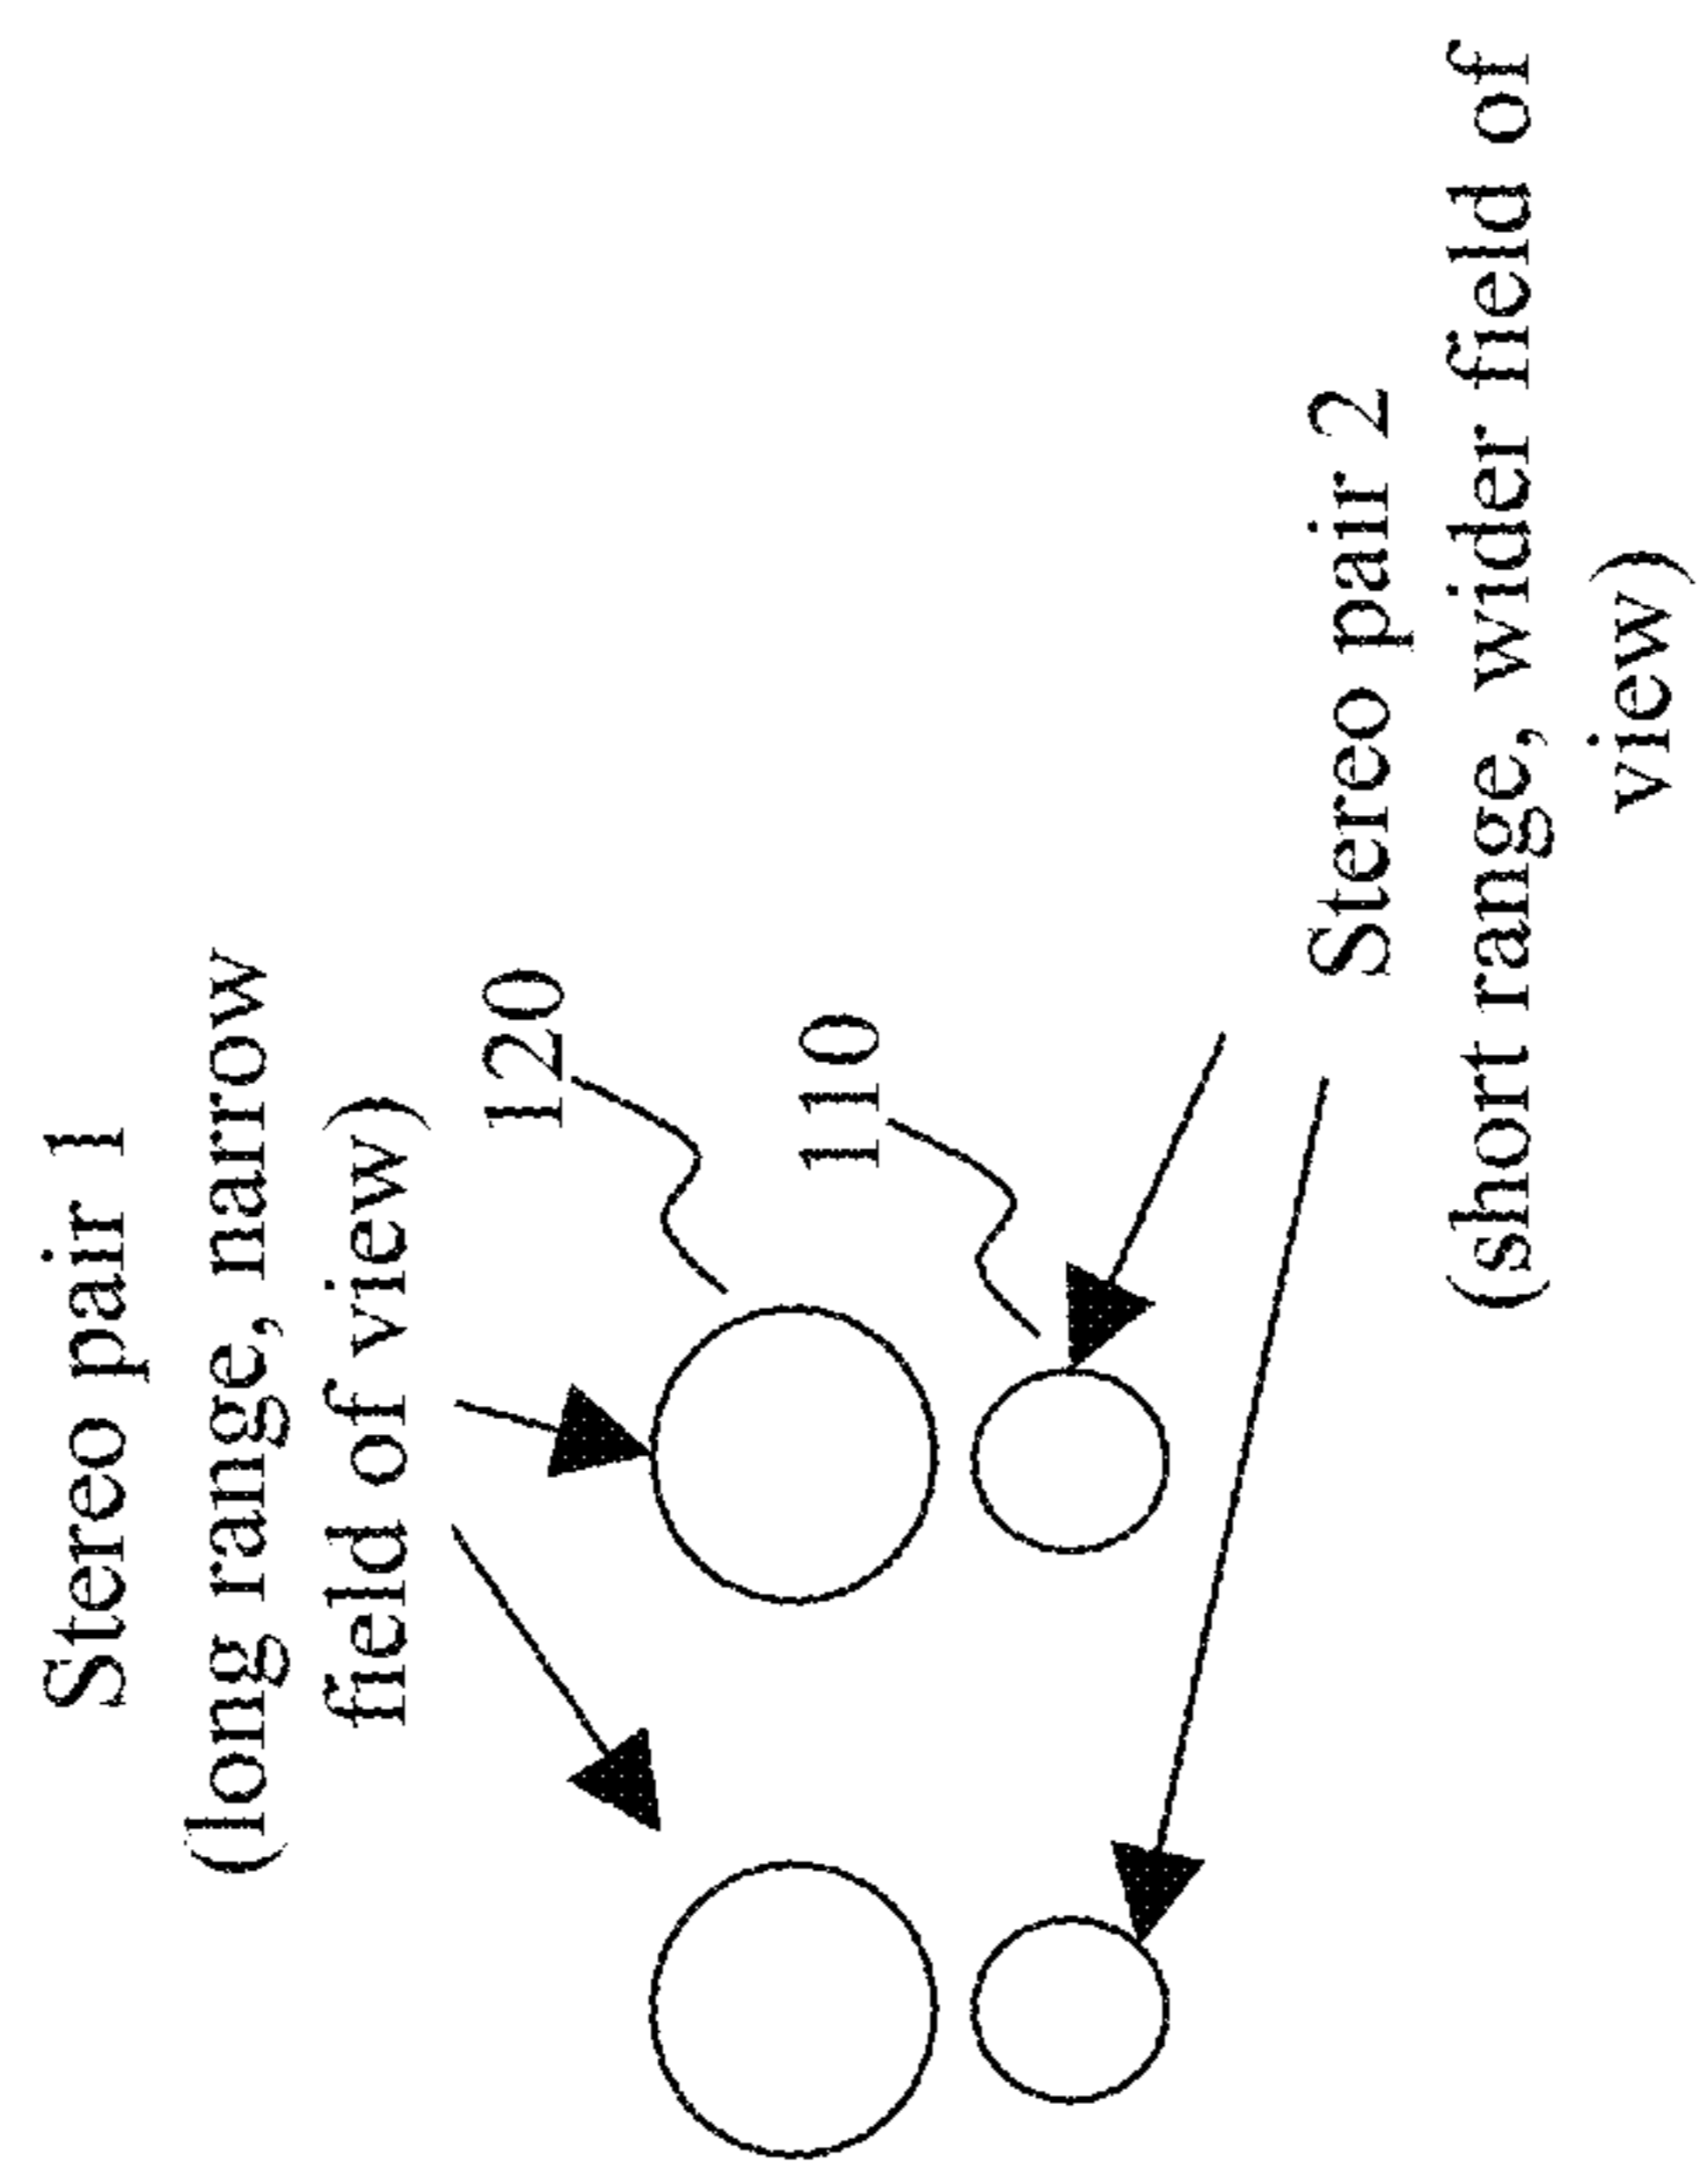 Stereo pair 1
(long range, narrow
field of view)
120
110
Stereo pair 2
(short range, wider field of
view)